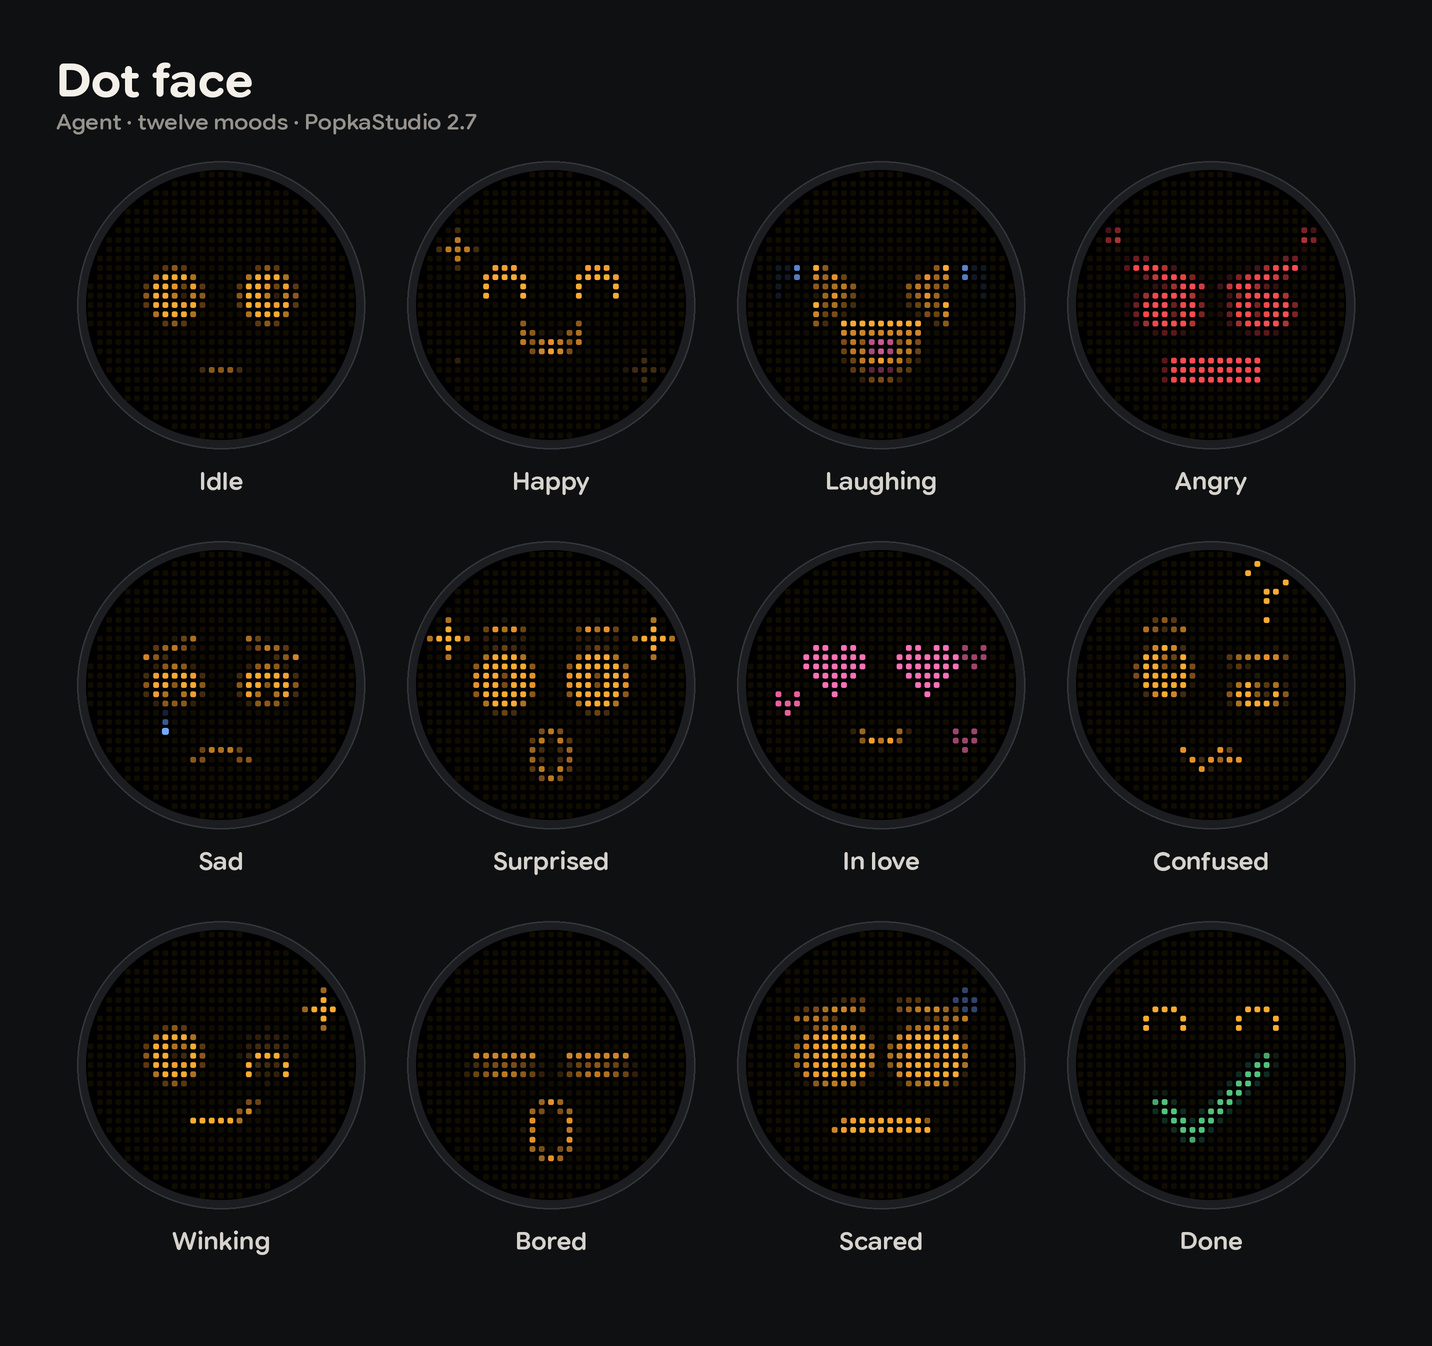 Dot face
Agent · twelve moods · PopkaStudio 2.7
Idle
Happy
Laughing
Angry
Sad
Surprised
In love
Confused
Winking
Bored
Scared
Done